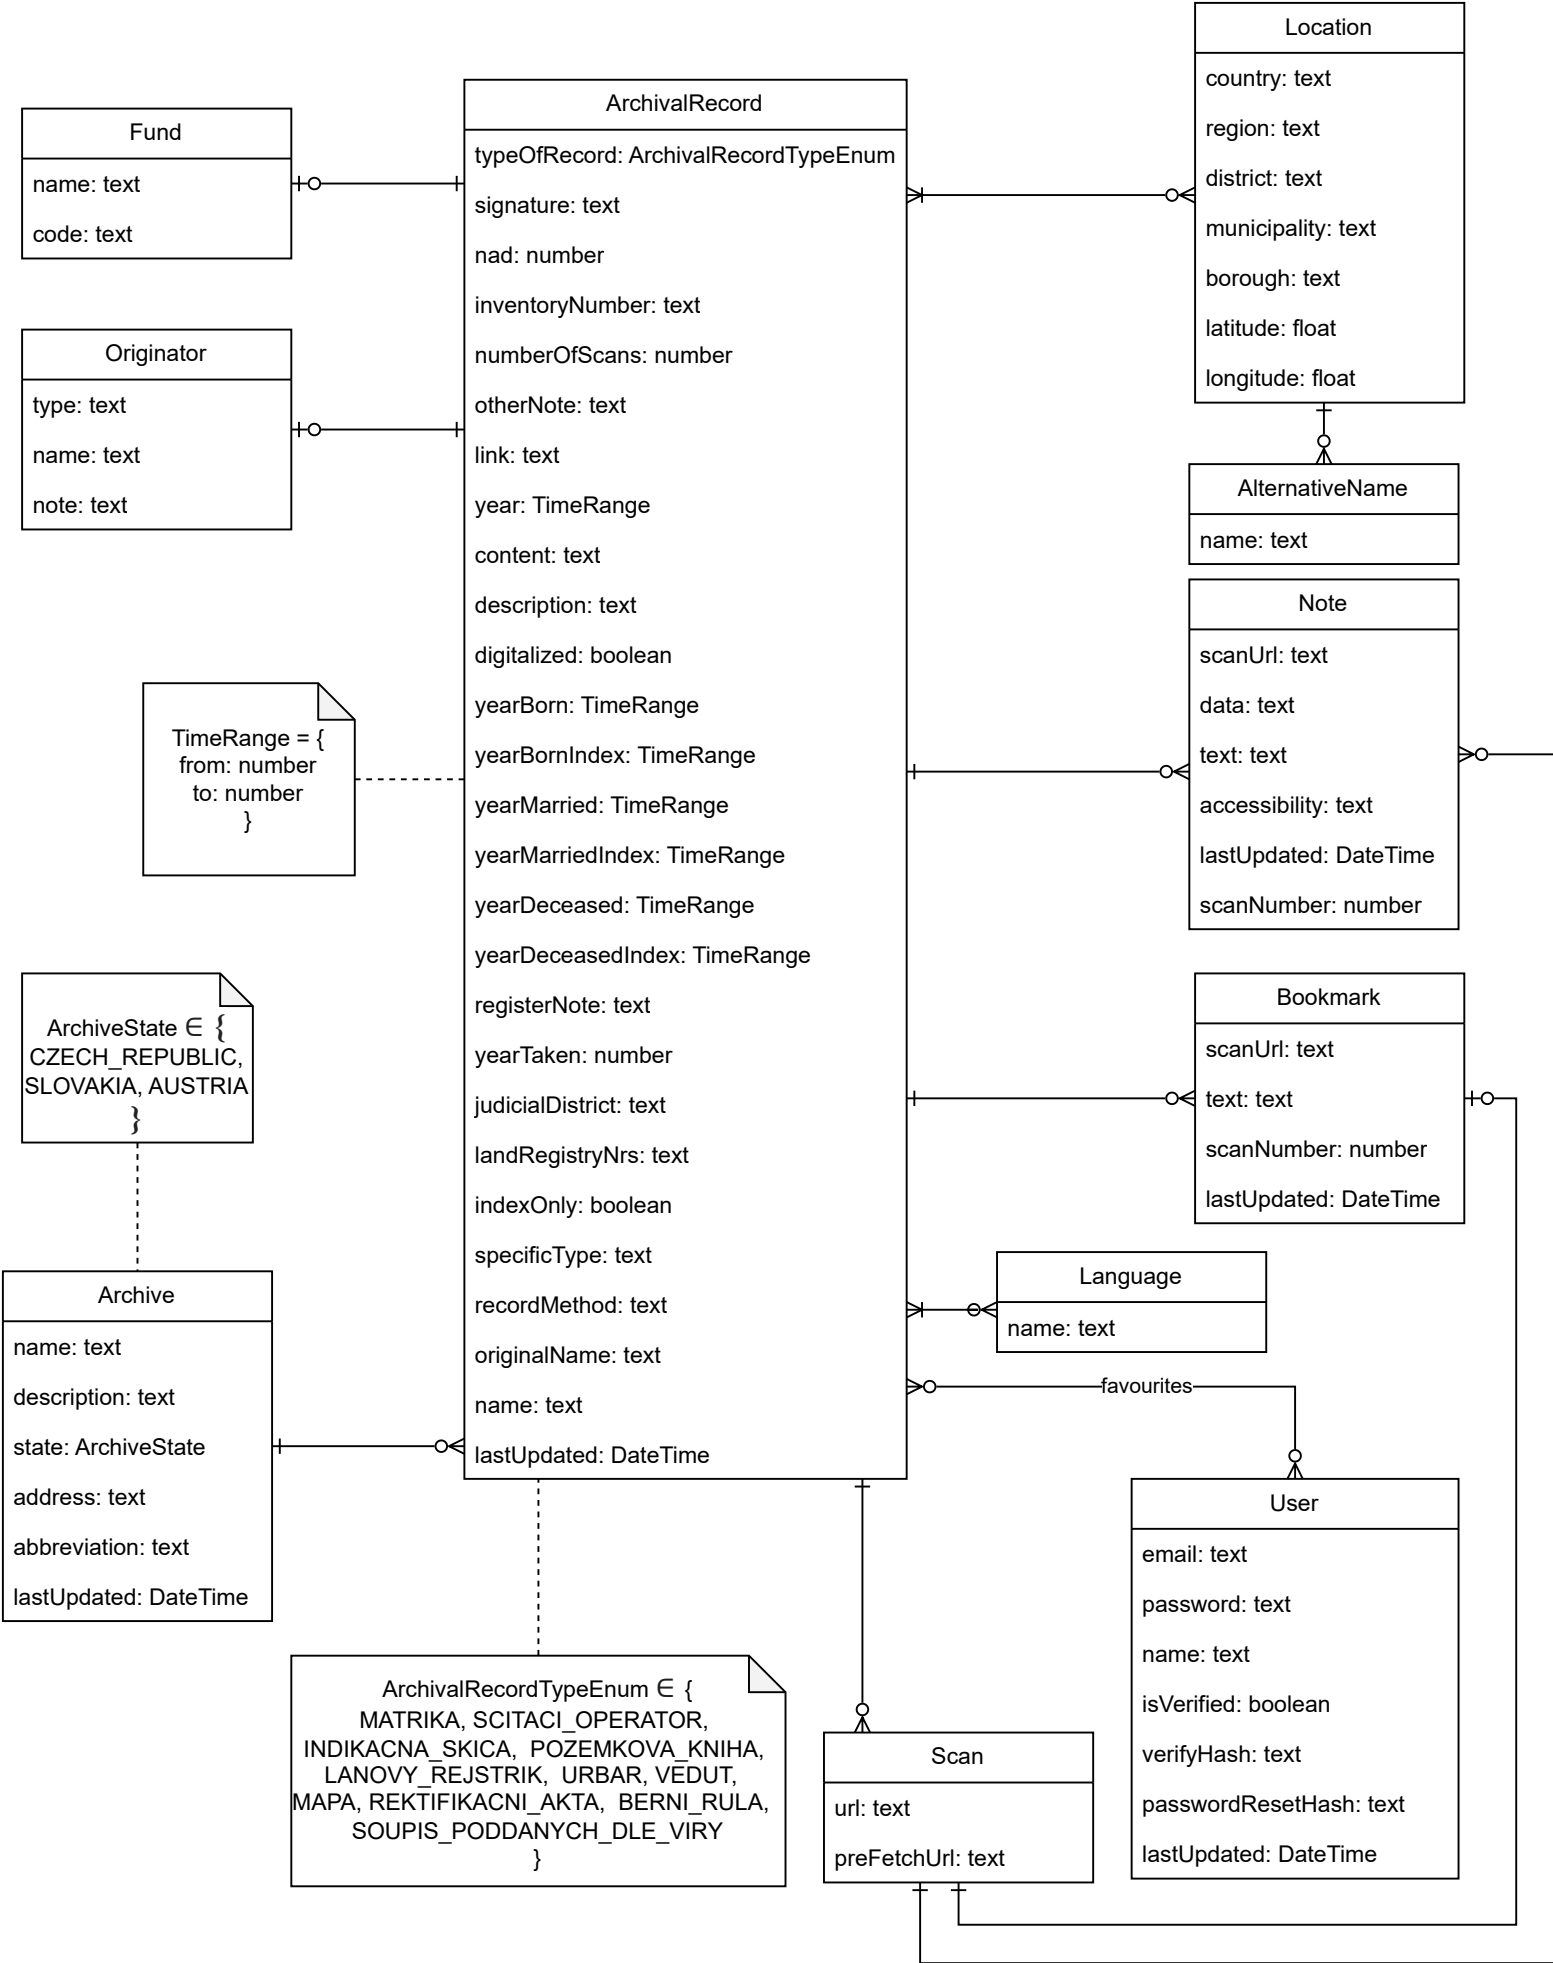 Fund
name: text
code: text
Originator
type: text
name: text
note: text
TimeRange = {
from: number
to: number
}
ArchiveState ∈ {
CZECH_REPUBLIC,
SLOVAKIA, AUSTRIA
}
Archive
name: text
description: text
state: ArchiveState
address: text
abbreviation: text
lastUpdated: DateTime
ArchivalRecord
typeOfRecord: ArchivalRecordTypeEnum
signature: text
nad: number
inventoryNumber: text
numberOfScans: number
otherNote: text
link: text
year: TimeRange
content: text
description: text
digitalized: boolean
yearBorn: TimeRange
yearBornIndex: TimeRange
yearMarried: TimeRange
yearMarriedIndex: TimeRange
yearDeceased: TimeRange
yearDeceasedIndex: TimeRange
registerNote: text
yearTaken: number
judicialDistrict: text
landRegistryNrs: text
indexOnly: boolean
specificType: text
recordMethod: text
originalName: text
name: text
lastUpdated: DateTime
ArchivalRecordTypeEnum ∈ {
MATRIKA, SCITACI_OPERATOR,
INDIKACNA_SKICA, POZEMKOVA_KNIHA,
LANOVY_REJSTRIK, URBAR, VEDUT,
MAPA, REKTIFIKACNI_AKTA, BERNI_RULA,
SOUPIS_PODDANYCH_DLE_VIRY
}
Location
country: text
region: text
district: text
municipality: text
borough: text
latitude: float
longitude: float
AlternativeName
name: text
Note
scanUrl: text
data: text
text: text
accessibility: text
lastUpdated: DateTime
scanNumber: number
Bookmark
scanUrl: text
text: text
scanNumber: number
lastUpdated: DateTime
Language
name: text
favourites
User
email: text
password: text
name: text
isVerified: boolean
verifyHash: text
passwordResetHash: text
lastUpdated: DateTime
Scan
url: text
preFetchUrl: text